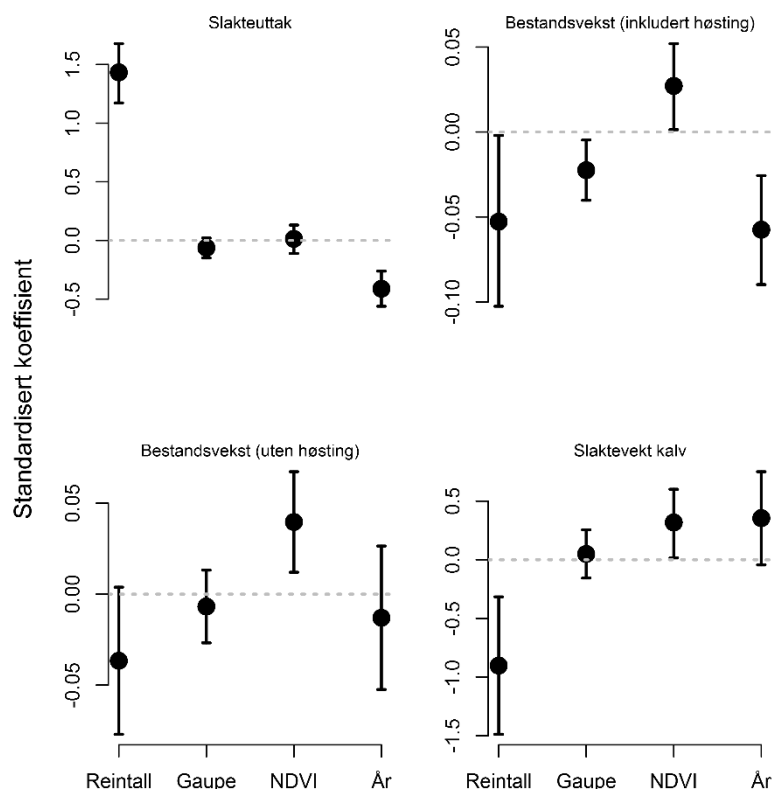 Slakteuttak
Bestandsvekst (inkludert høsting)
1.5
1.0
0.5
0.0
-0.5
0.05
0.00
-0.05
-0.10
Standardisert koeffisient
Bestandsvekst (uten høsting)
Slaktevekt kalv
0.05
0.00
-0.05
0.5
0.0
-0.5
-1.0
-1.5
Reintall Gaupe NDVI År
Reintall Gaupe NDVI År